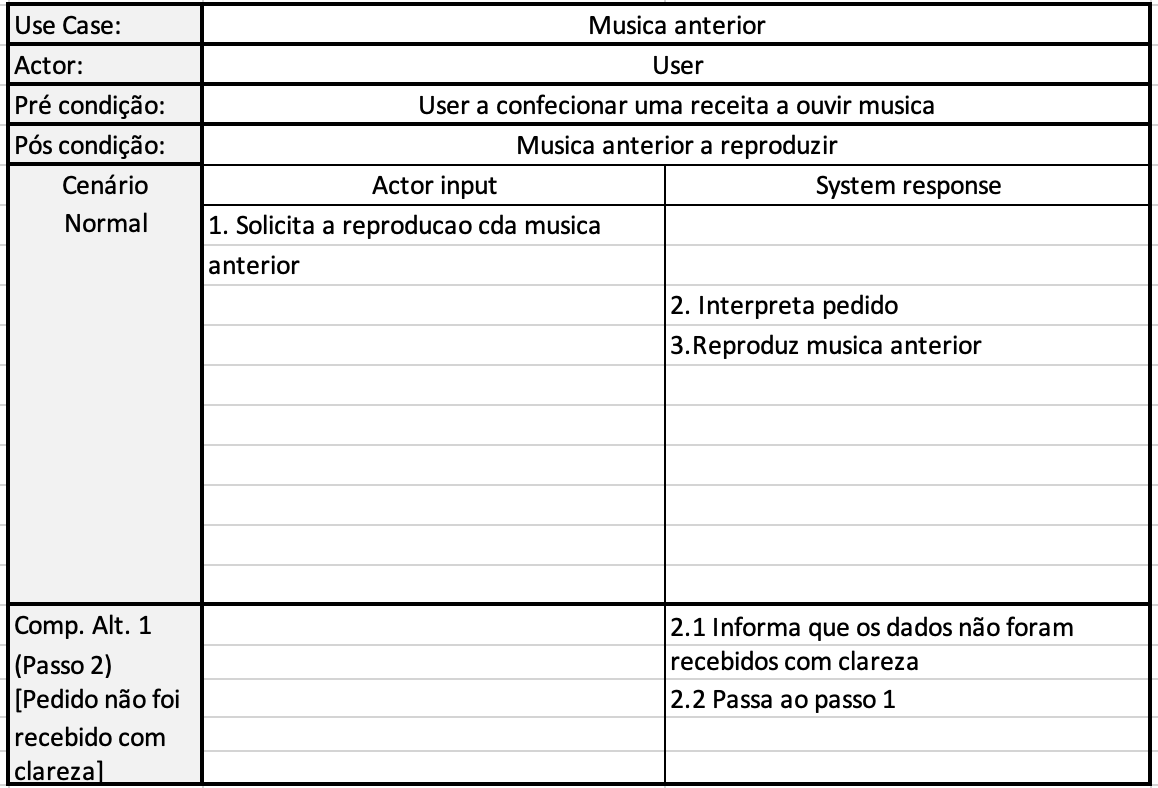 Use Case: Musica anterior
Actor: User
Pré condição: User a confecionar uma receita a ouvir musica
Pós condição: Musica anterior a reproduzir
Cenário Actor input System response
Normal 1. Solicita a reproducao cda musica
anterior
2. Interpreta pedido
3.Reproduz musica anterior
Comp. Alt. 1 2.1 Informa que os dados não foram
(Passo 2) recebidos com clareza
[Pedido não foi 2.2 Passa ao passo 1
recebido com
clareza]